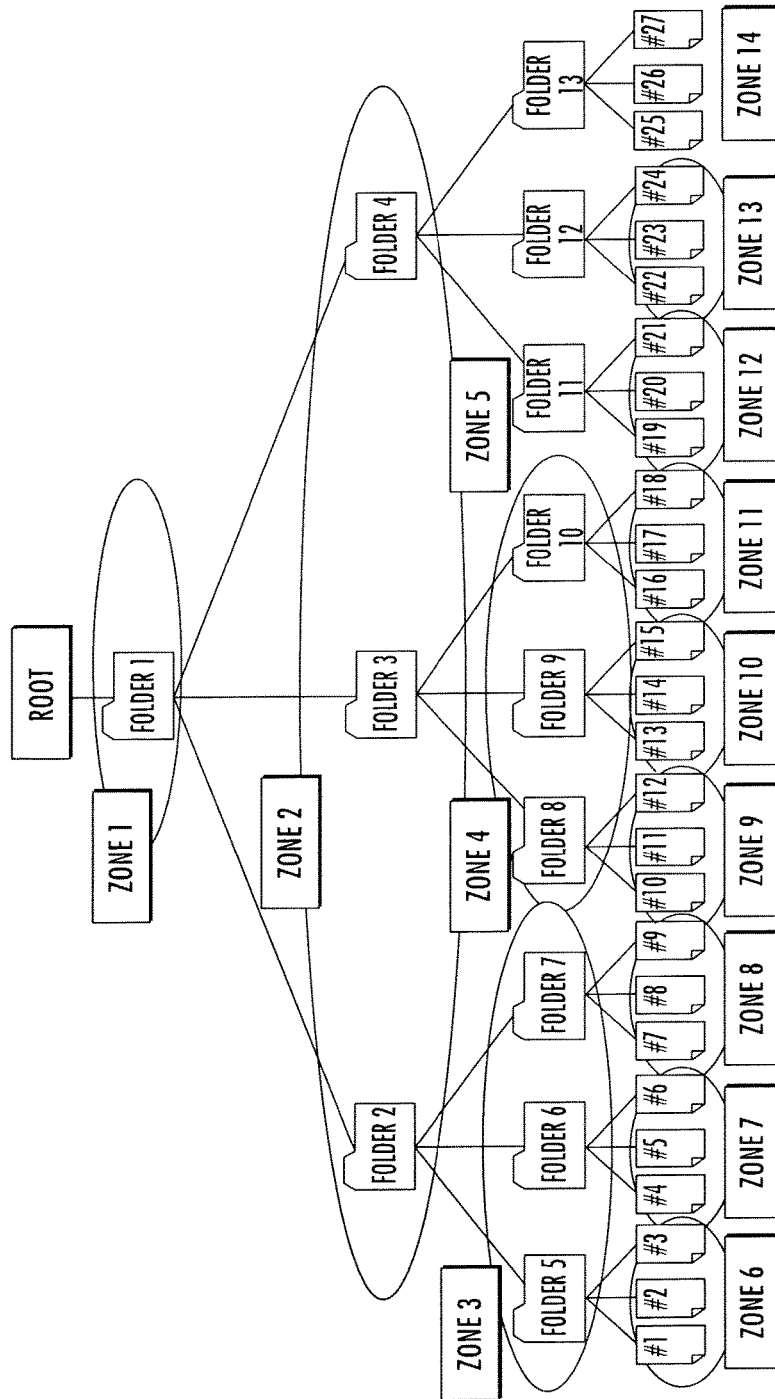 ROOT
ZONE 1
FOLDER 1
ZONE 2
FOLDER 2
FOLDER 3
FOLDER 4
ZONE 3
ZONE 4
ZONE 5
FOLDER 5
FOLDER 6
FOLDER 7
FOLDER 8
FOLDER 9
FOLDER
10
FOLDER
11
FOLDER
12
FOLDER
13
#1
#2
#3
#4
#5
#6
#7
#8
#9
#10
#11
#12
#13
#14
#15
#16
#17
#18
#19
#20
#21
#22
#23
#24
#25
#26
#27
ZONE 6
ZONE 7
ZONE 8
ZONE 9
ZONE 10
ZONE 11
ZONE 12
ZONE 13
ZONE 14